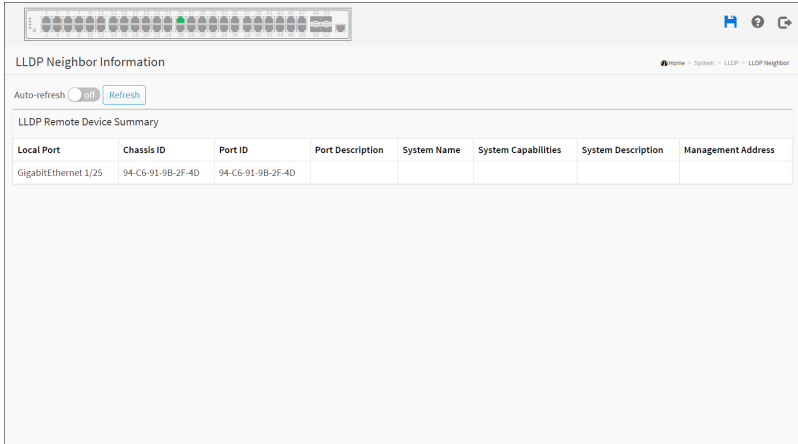 LLDP Neighbor Information
Home > System > LLDP > LLDP Neighbor
Auto-refresh off Refresh
LLDP Remote Device Summary
Local Port Chassis ID Port ID Port Description System Name System Capabilities System Description Management Address
GigabitEthernet 1/25 94-C6-91-9B-2F-4D 94-C6-91-9B-2F-4D